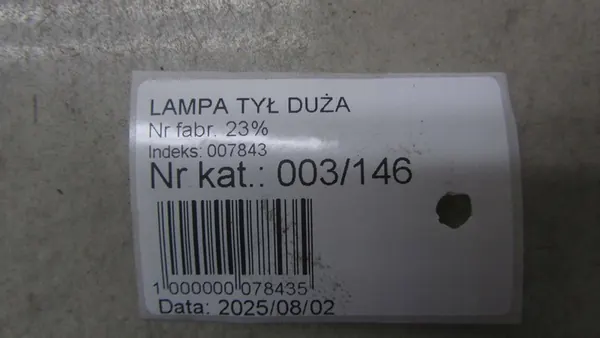 LAMPA TYŁ DUŻA
Nr fabr. 23%
Indeks: 007843
Nr kat.: 003/146
1 000000 078435
Data: 2025/08/02